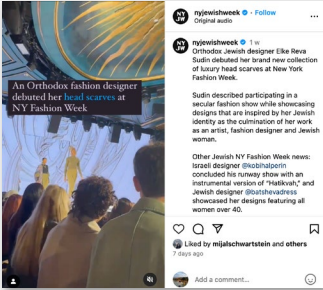 An Orthodox fashion designer
debuted her head scarves at
NY Fashion Week
NY
JW
nyjewishweek • Follow
Original audio
...
NY
JW
nyjewishweek 1 w
Orthodox Jewish designer Elke Reva
Sudin debuted her brand new collection
of luxury head scarves at New York
Fashion Week.
Sudin described participating in a
secular fashion show while showcasing
designs that are inspired by her Jewish
identity as the culmination of her work
as an artist, fashion designer and Jewish
woman.
Other Jewish NY Fashion Week news:
Israeli designer @kobihalperin
concluded his runway show with an
instrumental version of "Hatikvah," and
Jewish designer @batshevadress
showcased her designs featuring all
women over 40.
Liked by mijalschwartstein and others
7 days ago
Add a comment...